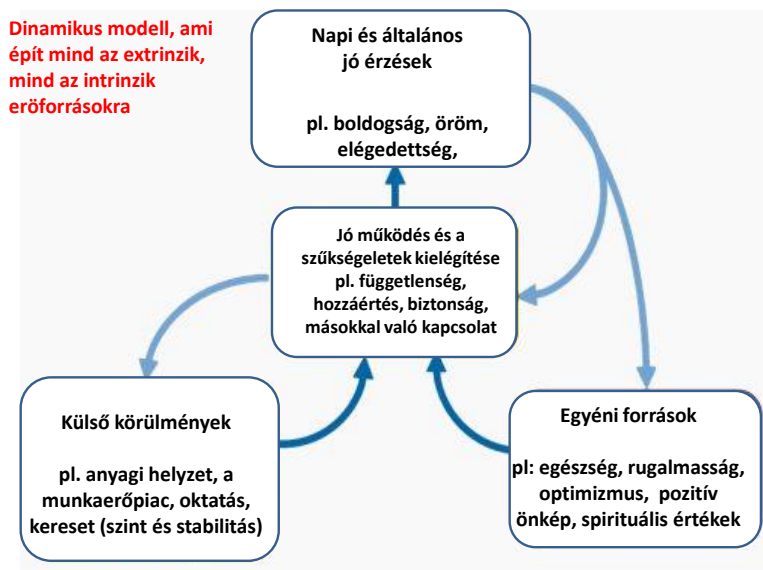 Dinamikus modell, ami
épít mind az extrinzik,
mind az intrinzik
eröforrásokra
Napi és általános
jó érzések
pl. boldogság, öröm,
elégedettség,
Jó működés és a
szűkségeletek kielégítése
pl. függetlenség,
hozzáértés, biztonság,
másokkal való kapcsolat
Külső körülmények
pl. anyagi helyzet, a
munkaerőpiac, oktatás,
kereset (szint és stabilitás)
Egyéni források
pl: egészség, rugalmasság,
optimizmus, pozitív
önkép, spirituális értékek